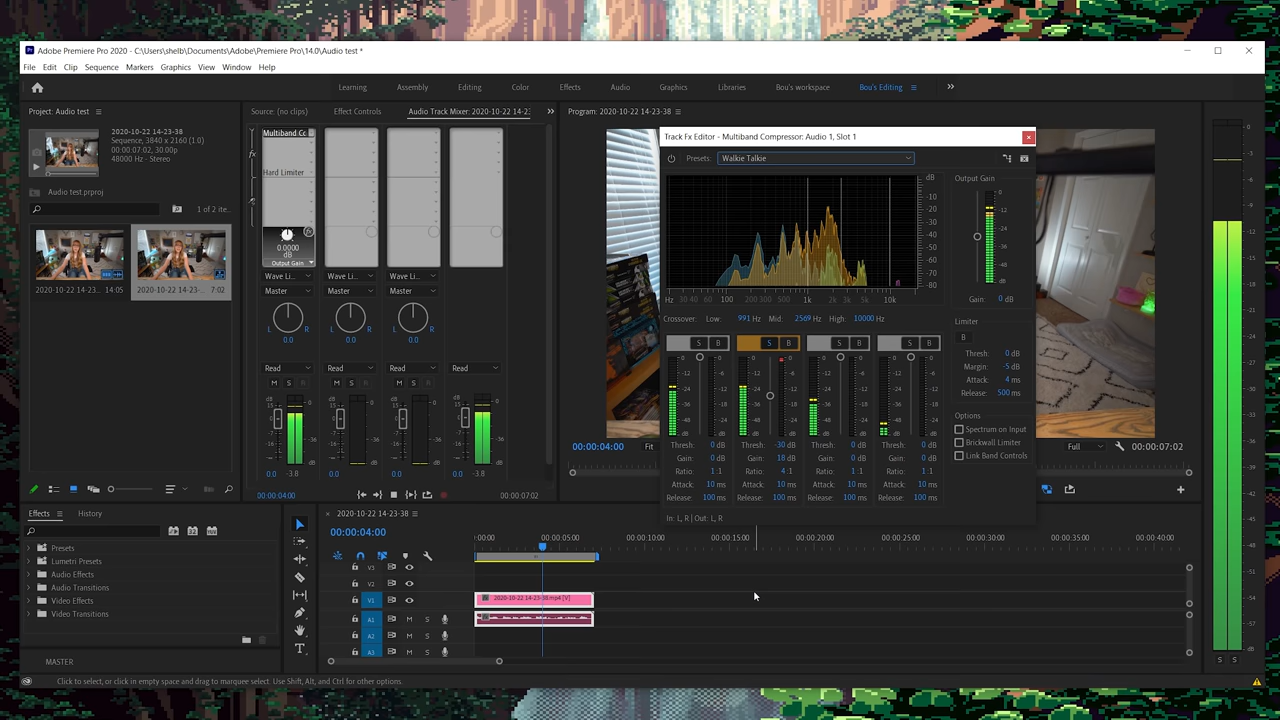 Adobe Premiere Pro 2020 - C:\Users\shelb\Documents\Adobe\Premiere Pro\14.0\Audio test *
File Edit Clip Sequence Markers Graphics View Window Help
Learning Assembly Editing Color Effects Audio Graphics Libraries Bou's workspace Bou's Editing
Project: Audio test
2020-10-22 14-23-38
Sequence, 3840 x 2160 (1.0)
00:00:07:02, 30.00p
48000 Hz - Stereo
Audio test.prproj
1 of 2 ite...
2020-10-22 14-23... 14:05
2020-10-22 14-23-... 7:02
Source: (no clips) Effect Controls Audio Track Mixer: 2020-10-22 14-23
Multiband Cc
Hard Limiter
fx
0.0000
dB
Output Gain
Wave Li... Wave Li... Wave Li...
Master Master Master
L R L R L R
0.0 0.0 0.0
Read Read Read Read
M S R M S R M S R
0.0 -3.8 0.0 0.0 0.0 -3.8
00:00:04:00 00:00:07:02
Program: 2020-10-22 14-23-38
Track Fx Editor - Multiband Compressor: Audio 1, Slot 1
Presets: Walkie Talkie
dB
-10
-20
-30
-40
-50
-60
-70
-80
Hz 30 40 60 100 200 300 500 1k 2k 3k 5k 10k
Crossover: Low: 991 Hz Mid: 2569 Hz High: 10000 Hz
S B S B S B S B
Thresh: 0 dB Thresh: -30 dB Thresh: 0 dB Thresh: 0 dB
Gain: 0 dB Gain: 18 dB Gain: 0 dB Gain: 0 dB
Ratio: 1 :1 Ratio: 4 :1 Ratio: 1 :1 Ratio: 1 :1
Attack: 10 ms Attack: 10 ms Attack: 10 ms Attack: 10 ms
Release: 100 ms Release: 100 ms Release: 100 ms Release: 100 ms
In: L, R | Out: L, R
Output Gain
0
-12
-24
-36
-48
dB
Gain: 0 dB
Limiter
B
Thresh: 0 dB
Margin: -5 dB
Attack: 4 ms
Release: 500 ms
Options
Spectrum on Input
Brickwall Limiter
Link Band Controls
00:00:04:00 Fit Full 00:00:07:02
Effects History
Presets
Lumetri Presets
Audio Effects
Audio Transitions
Video Effects
Video Transitions
MASTER
2020-10-22 14-23-38
00:00:04:00
:00:00 00:00:05:00 00:00:10:00 00:00:15:00 00:00:20:00 00:00:25:00 00:00:30:00 00:00:35:00 00:00:40:00
V3
V2
V1 2020-10-22 14-23-38.mp4 [V]
A1 M S
A2 M S
A3 M S
S S
Click to select, or click in empty space and drag to marquee select. Use Shift, Alt, and Ctrl for other options.